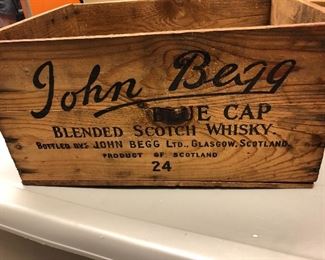 John Begg
BLUE CAP
BLENDED SCOTCH WHISKY.
BOTTLED BY: JOHN BEGG LTD., GLASGOW, SCOTLAND.
PRODUCT OF SCOTLAND
24